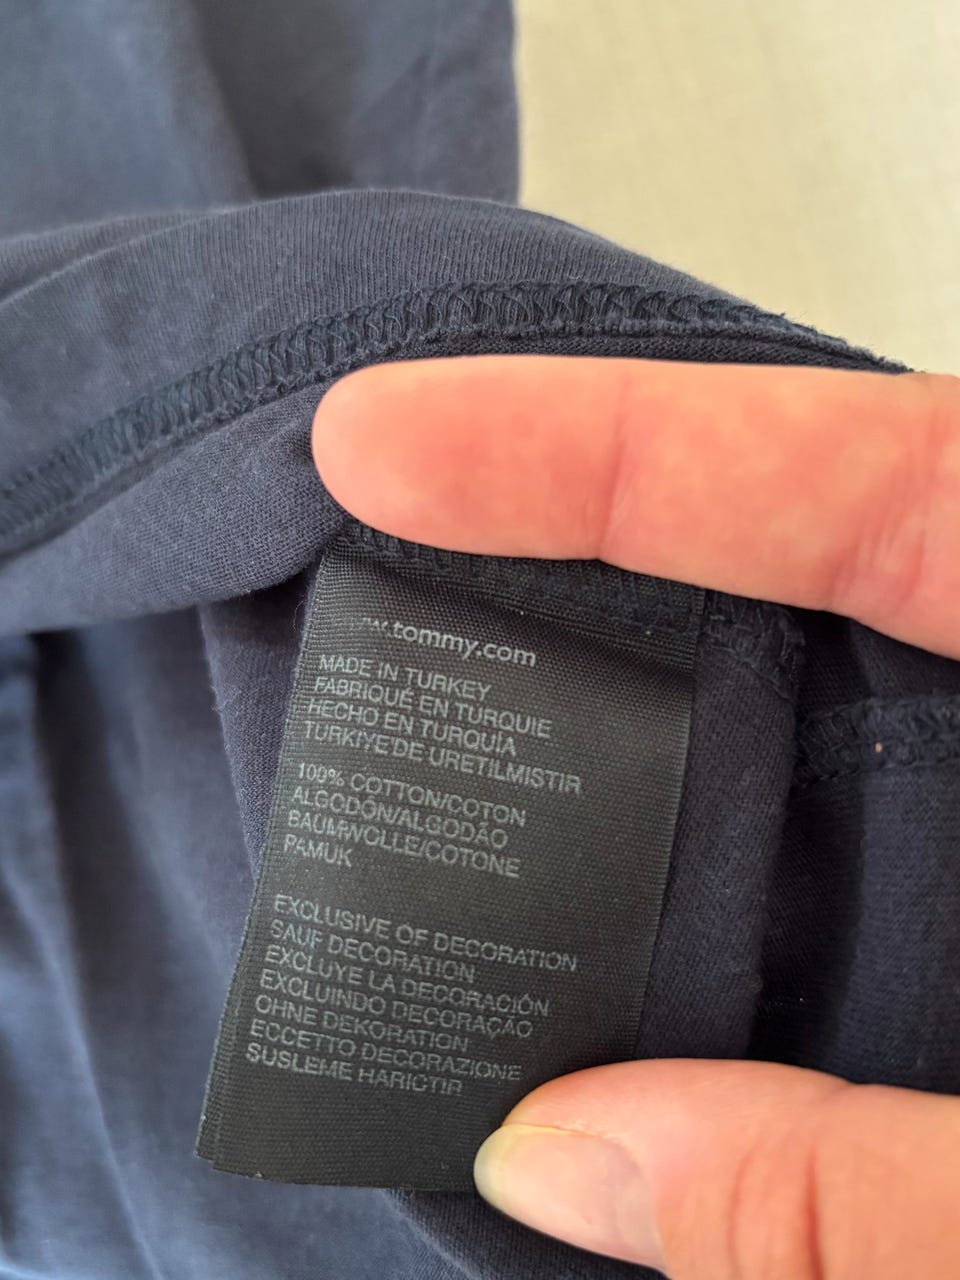 w.tommy.com
MADE IN TURKEY
FABRIQUÉ EN TURQUIE
HECHO EN TURQUÍA
TURKIYE'DE URETILMISTIR
100% COTTON/COTON
ALGODÓN/ALGODÃO
BAUMWOLLE/COTONE
PAMUK
EXCLUSIVE OF DECORATION
SAUF DECORATION
EXCLUYE LA DECORACIÓN
EXCLUINDO DECORAÇÃO
OHNE DEKORATION
ECCETTO DECORAZIONE
SUSLEME HARICTIR